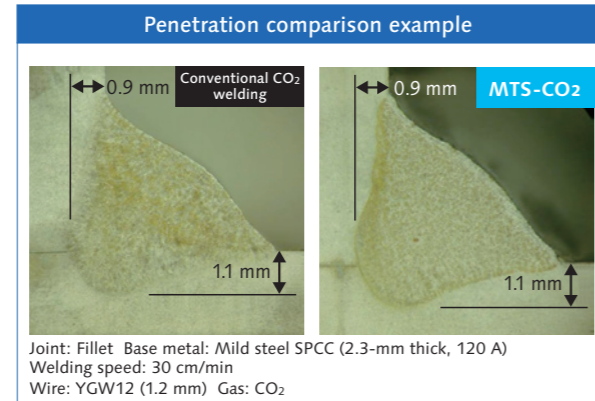 Penetration comparison example
0.9 mm
Conventional CO₂
welding
1.1 mm
0.9 mm
MTS-CO₂
1.1 mm
Joint: Fillet Base metal: Mild steel SPCC (2.3-mm thick, 120 A)
Welding speed: 30 cm/min
Wire: YGW12 (1.2 mm) Gas: CO₂